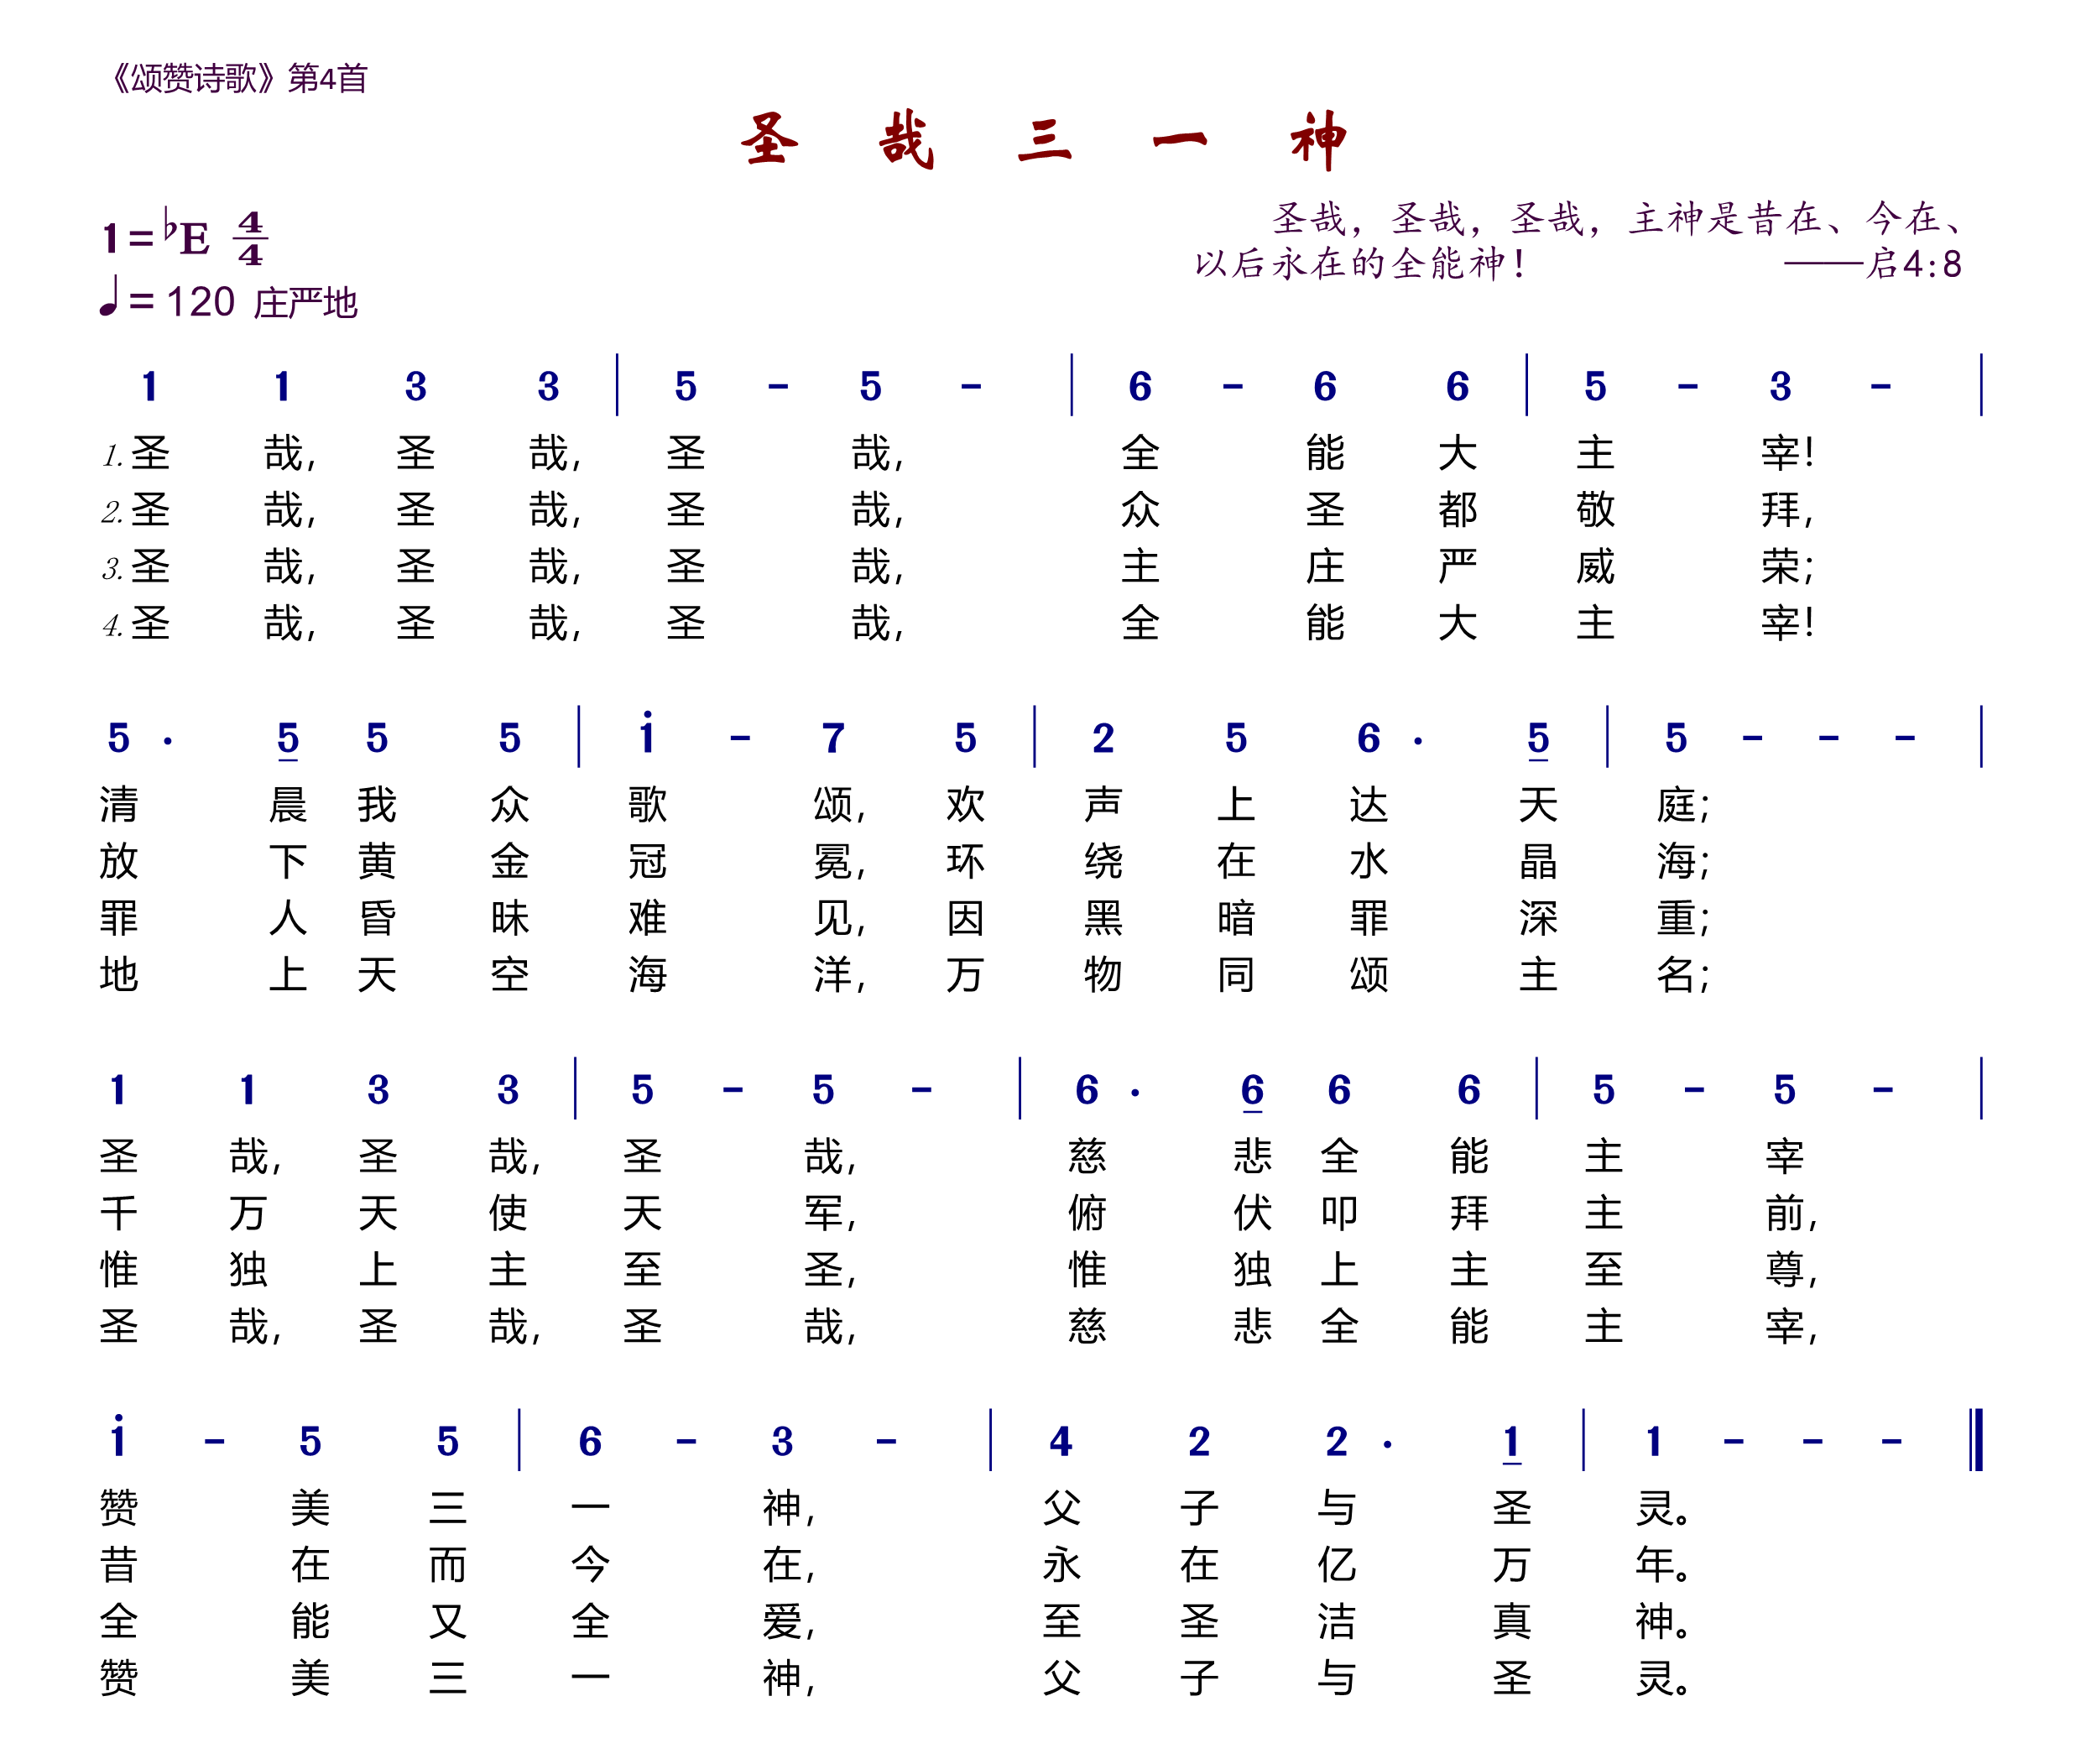 《颂赞诗歌》第4首
圣 哉 三 一 神
1=♭E 4/4
圣哉，圣哉，圣哉，主神是昔在、今在、
以后永在的全能神！ ——启4:8
♩=120 庄严地
1 1 3 3 | 5 - 5 - | 6 - 6 6 | 5 - 3 - |
1.圣 哉, 圣 哉, 圣 哉, 全 能 大 主 宰!
2.圣 哉, 圣 哉, 圣 哉, 众 圣 都 敬 拜,
3.圣 哉, 圣 哉, 圣 哉, 主 庄 严 威 荣;
4.圣 哉, 圣 哉, 圣 哉, 全 能 大 主 宰!
5 · 5̲ 5 5 | 1̇ - 7 5 | 2 5 6 · 5̲ | 5 - - - |
清 晨 我 众 歌 颂, 欢 声 上 达 天 庭;
放 下 黄 金 冠 冕, 环 绕 在 水 晶 海;
罪 人 昏 昧 难 见, 因 黑 暗 罪 深 重;
地 上 天 空 海 洋, 万 物 同 颂 主 名;
1 1 3 3 | 5 - 5 - | 6 · 6̲ 6 6 | 5 - 5 - |
圣 哉, 圣 哉, 圣 哉, 慈 悲 全 能 主 宰
千 万 天 使 天 军, 俯 伏 叩 拜 主 前,
惟 独 上 主 至 圣, 惟 独 上 主 至 尊,
圣 哉, 圣 哉, 圣 哉, 慈 悲 全 能 主 宰,
1̇ - 5 5 | 6 - 3 - | 4 2 2 · 1̲ | 1 - - - ‖
赞 美 三 一 神, 父 子 与 圣 灵。
昔 在 而 今 在, 永 在 亿 万 年。
全 能 又 全 爱, 至 圣 洁 真 神。
赞 美 三 一 神, 父 子 与 圣 灵。